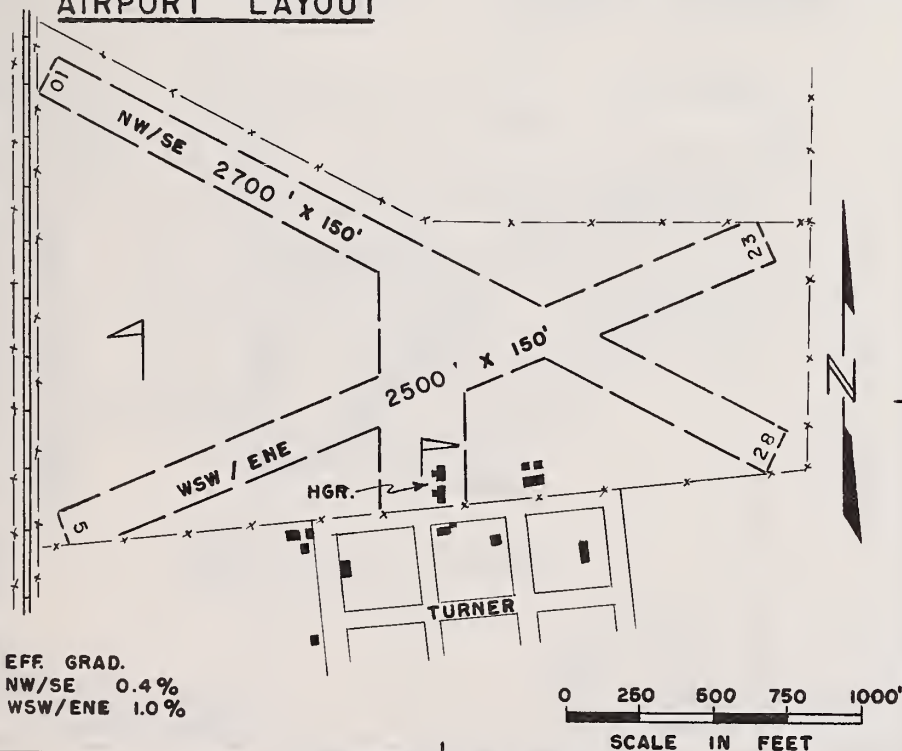 AIRPORT LAYOUT
10
NW/SE 2700' X 150'
23
N
2500' X 150'
WSW / ENE
28
HGR.
5
TURNER
EFF. GRAD.
NW/SE 0.4%
WSW/ENE 1.0%
0 250 500 750 1000'
SCALE IN FEET